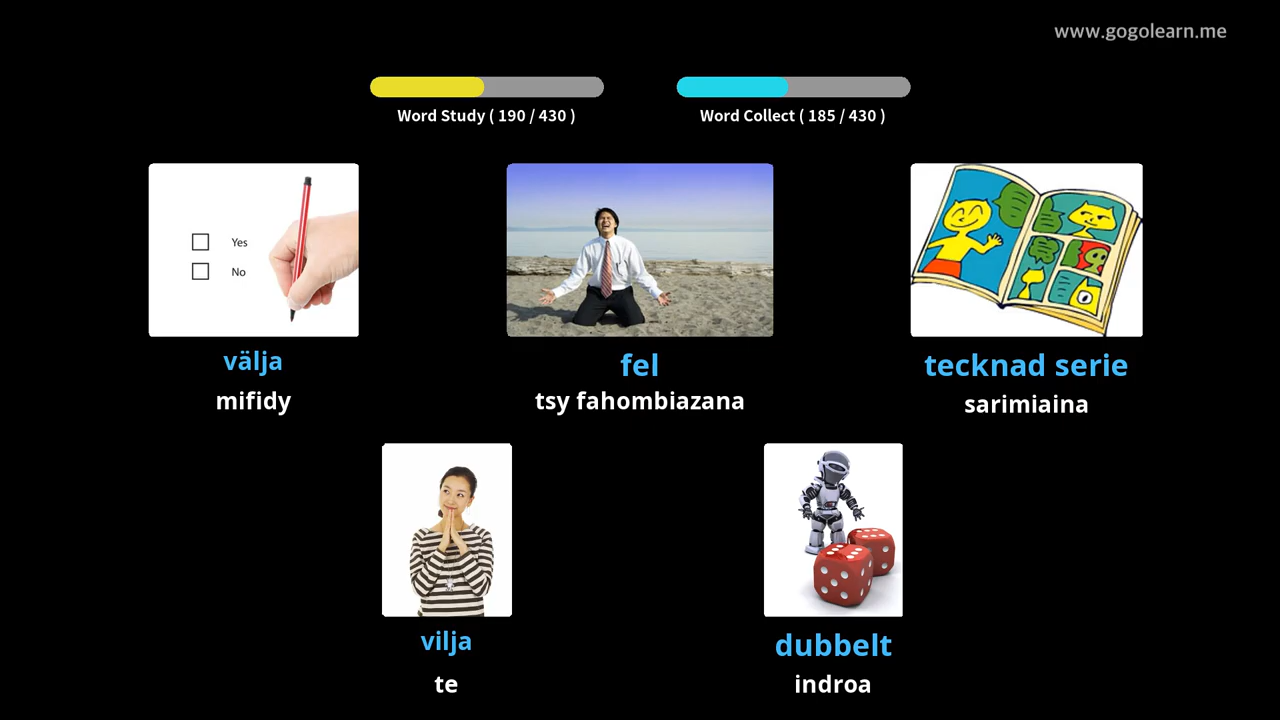 www.gogolearn.me
Word Study ( 190 / 430 )
Word Collect ( 185 / 430 )
Yes
No
välja
fel
tecknad serie
mifidy
tsy fahombiazana
sarimiaina
vilja
dubbelt
te
indroa